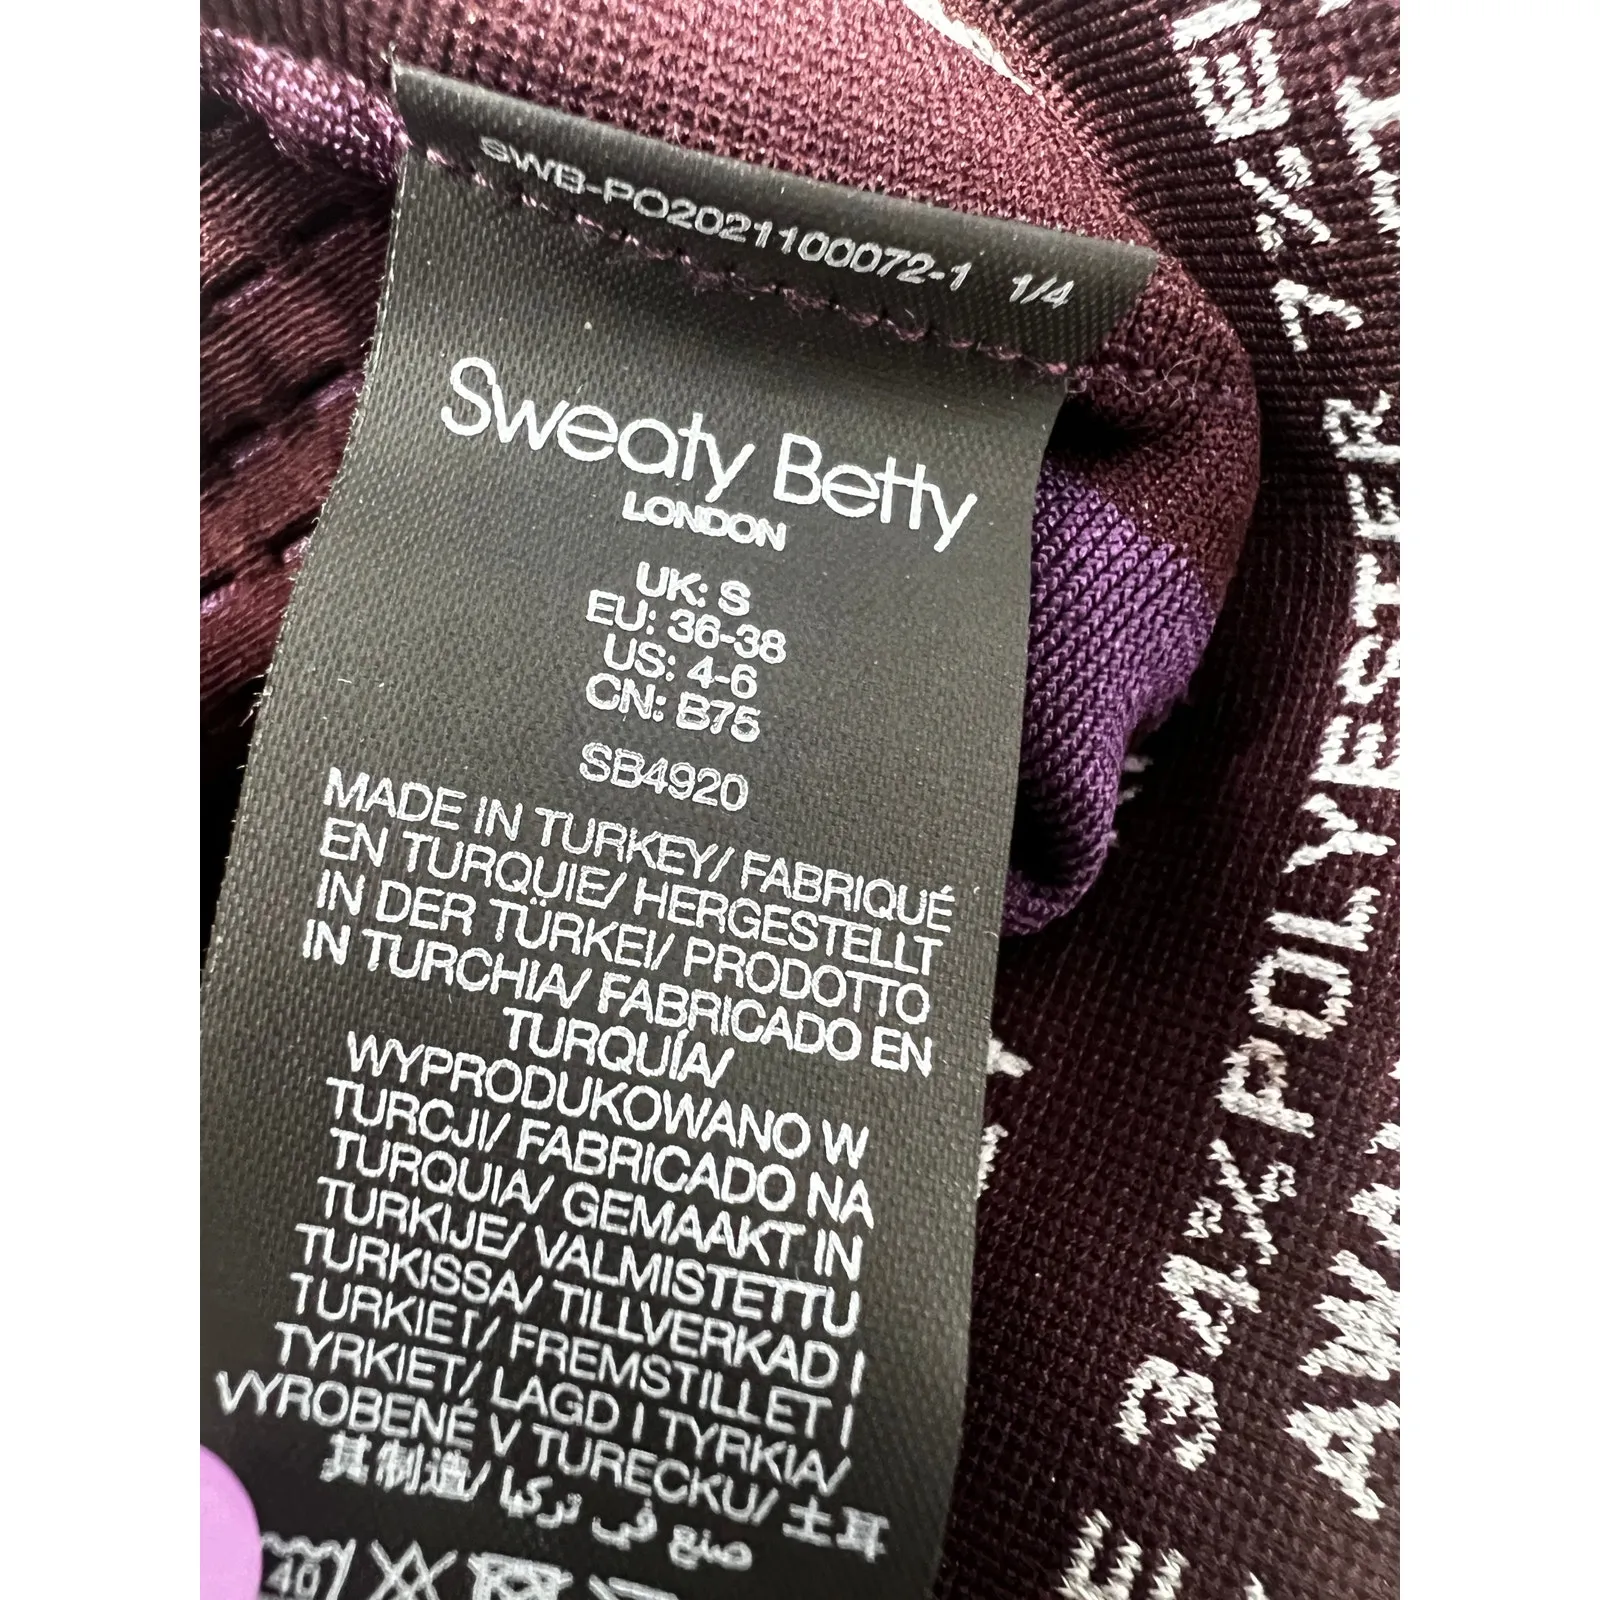 SWB-PO2021100072-1 1/4
Sweaty Betty
LONDON
UK: S
EU: 36-38
US: 4-6
CN: B75
SB4920
MADE IN TURKEY/ FABRIQUÉ
EN TURQUIE/ HERGESTELLT
IN DER TÜRKEI/ PRODOTTO
IN TURCHIA/ FABRICADO EN
TURQUÍA/
WYPRODUKOWANO W
TURCJI/ FABRICADO NA
TURQUIA/ GEMAAKT IN
TURKIJE/ VALMISTETTU
TURKISSA/ TILLVERKAD I
TURKIET/ FREMSTILLET I
TYRKIET/ LAGD I TYRKIA/
VYROBENÉ V TURECKU/ 土耳
其制造/ صنع في تركيا
40
POLYESTER